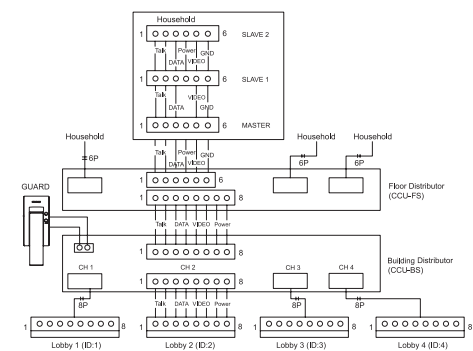 Household
1 6 SLAVE 2
Talk Power GND
DATA VIDEO
1 6 SLAVE 1
Talk VIDEO
DATA GND
1 6 MASTER
Household Household Household
Talk Power GND
DATA VIDEO
6P 6P 6P
1 6
1 8
Floor Distributor
(CCU-FS)
GUARD
Talk DATA VIDEO Power
1 8
Building Distributor
(CCU-BS)
CH 1 CH 2 CH 3 CH 4
1 8
8P Talk DATA VIDEO Power 8P 8P
1 8 1 8 1 8 1 8
Lobby 1 (ID:1) Lobby 2 (ID:2) Lobby 3 (ID:3) Lobby 4 (ID:4)